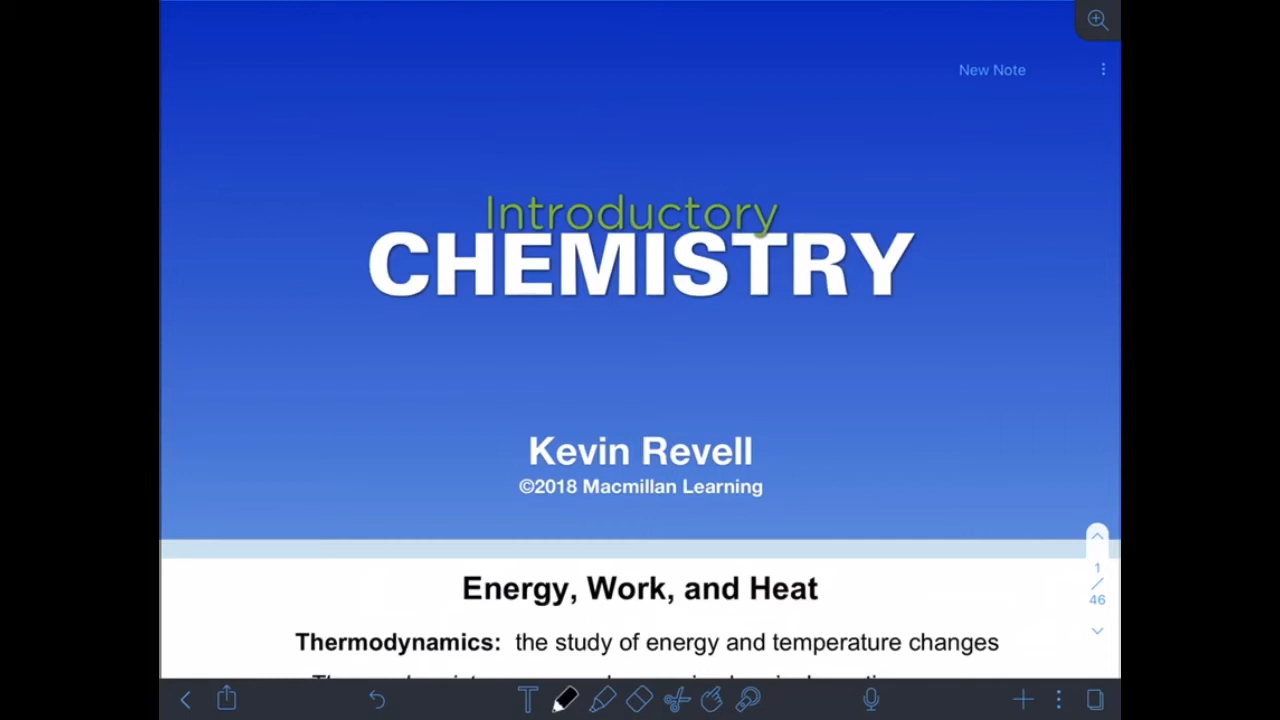 New Note
Introductory
CHEMISTRY
Kevin Revell
©2018 Macmillan Learning
1
/
46
Energy, Work, and Heat
Thermodynamics: the study of energy and temperature changes